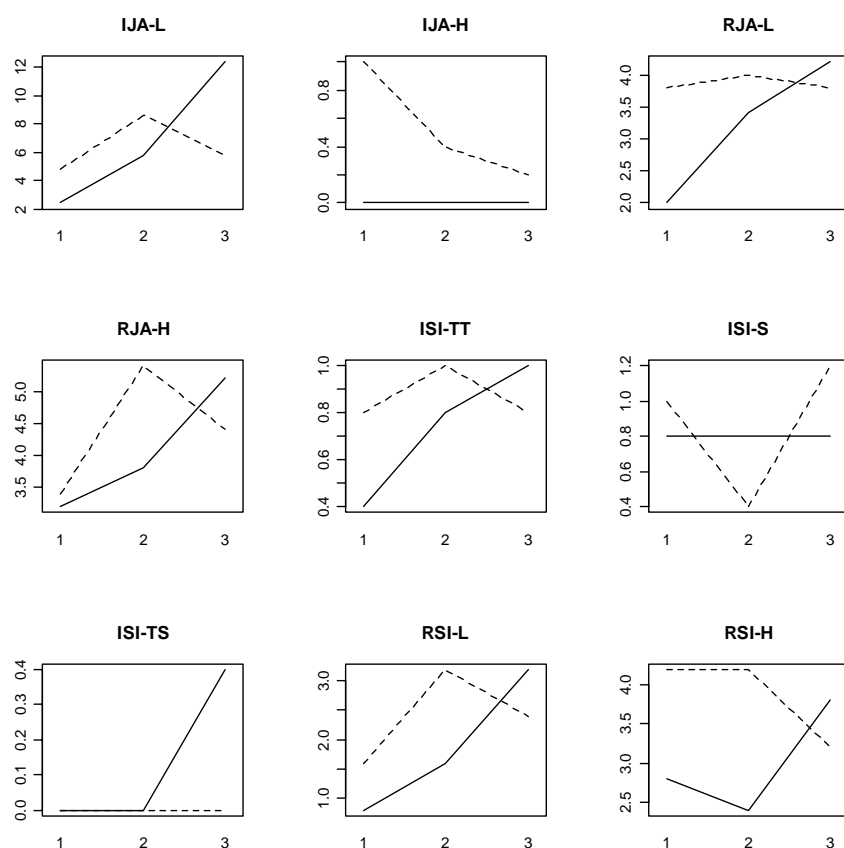 IJA-L
IJA-H
RJA-L
2 4 6 8 10 12
0.0 0.4 0.8
2.0 2.5 3.0 3.5 4.0
1 2 3
1 2 3
1 2 3
RJA-H
ISI-TT
ISI-S
3.5 4.0 4.5 5.0
0.4 0.6 0.8 1.0
0.4 0.6 0.8 1.0 1.2
1 2 3
1 2 3
1 2 3
ISI-TS
RSI-L
RSI-H
0.0 0.1 0.2 0.3 0.4
1.0 2.0 3.0
2.5 3.0 3.5 4.0
1 2 3
1 2 3
1 2 3